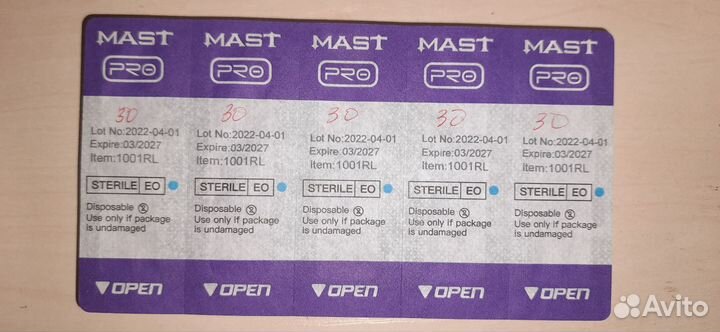 MAST MAST MAST MAST MAST
PRO PRO PRO PRO PRO
30 30 30 30 30
Lot No:2022-04-01 Lot No:2022-04-01 Lot No:2022-04-01 Lot No:2022-04-01 Lot No:2022-04-01
Expire:03/2027 Expire:03/2027 Expire:03/2027 Expire:03/2027 Expire:03/2027
Item:1001RL Item:1001RL Item:1001RL Item:1001RL Item:1001RL
STERILE EO STERILE EO STERILE EO STERILE EO STERILE EO
Disposable Disposable Disposable Disposable Disposable
Use only if package Use only if package Use only if package Use only if package Use only if package
is undamaged is undamaged is undamaged is undamaged is undamaged
OPEN OPEN OPEN OPEN OPEN
Avito